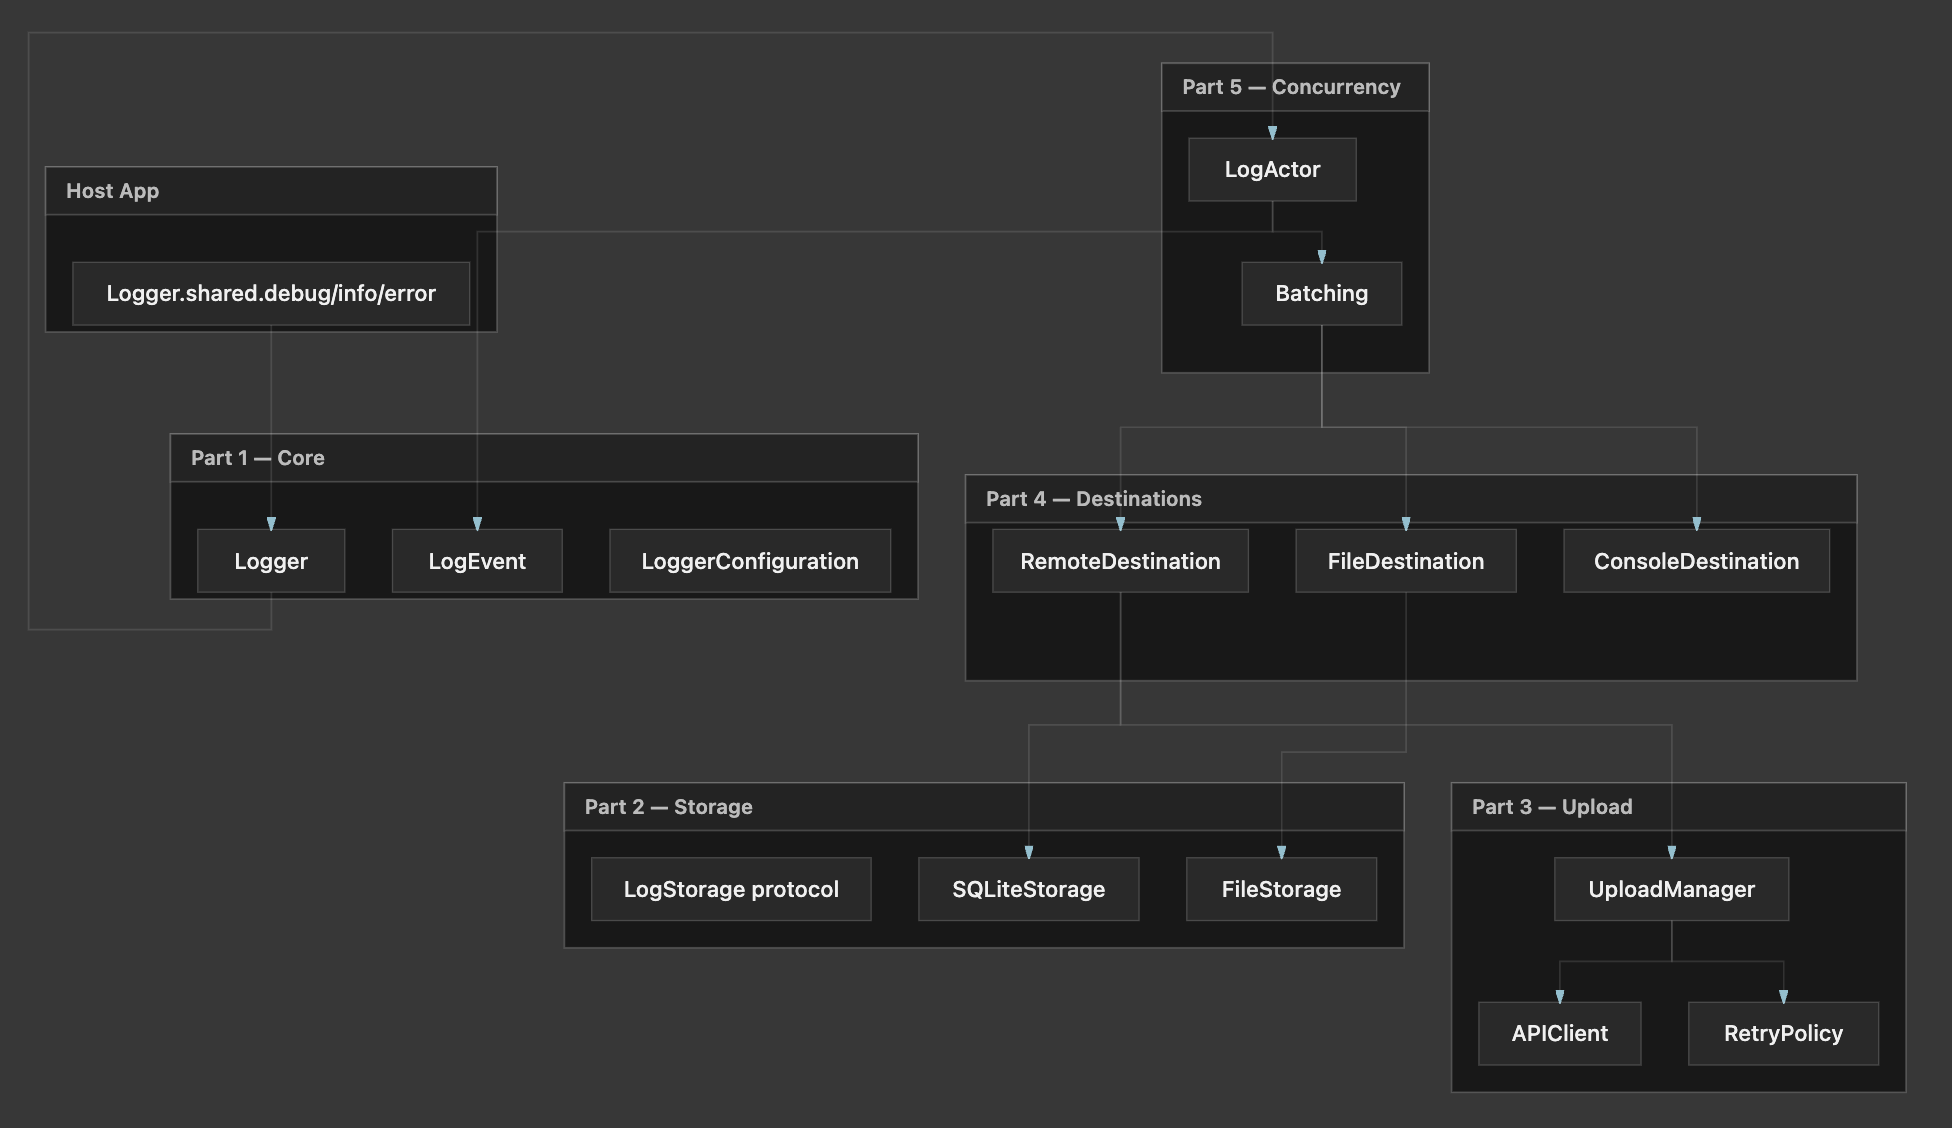 Part 5 — Concurrency
LogActor
Batching
Host App
Logger.shared.debug/info/error
Part 1 — Core
Logger
LogEvent
LoggerConfiguration
Part 4 — Destinations
RemoteDestination
FileDestination
ConsoleDestination
Part 2 — Storage
LogStorage protocol
SQLiteStorage
FileStorage
Part 3 — Upload
UploadManager
APIClient
RetryPolicy